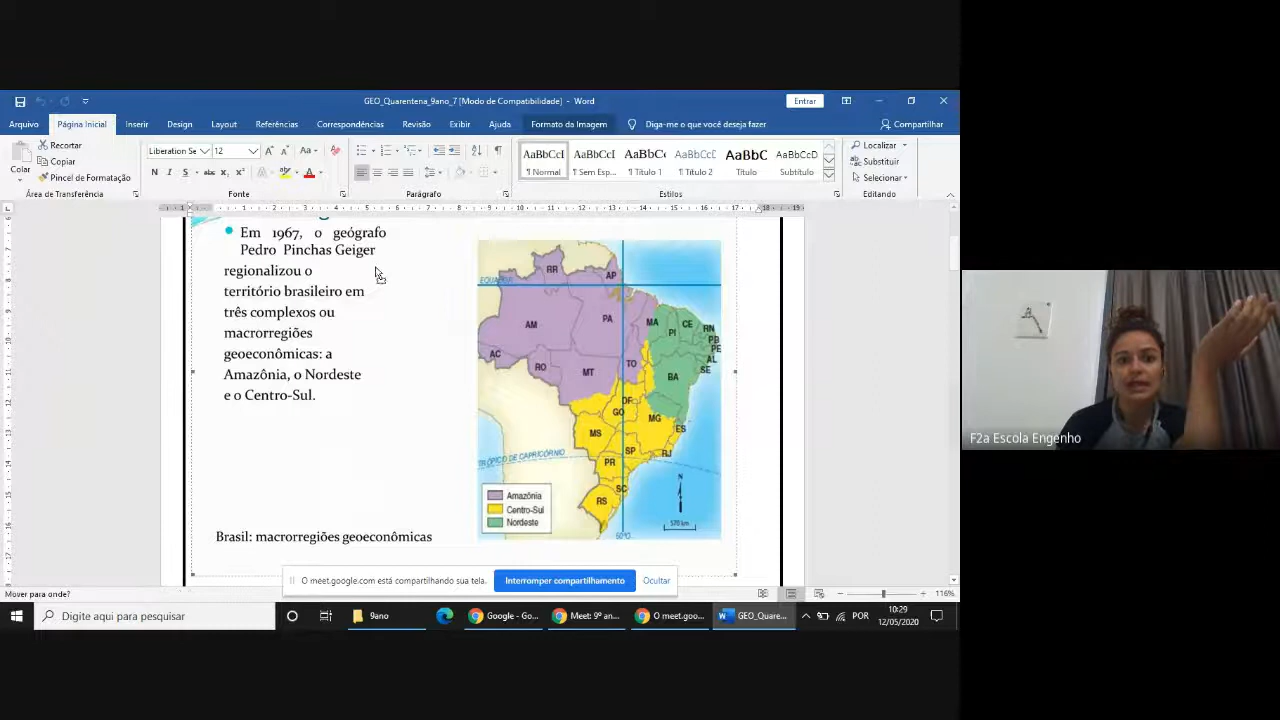 GEO_Quarentena_9ano_7 [Modo de Compatibilidade] - Word
Entrar
Arquivo Página Inicial Inserir Design Layout Referências Correspondências Revisão Exibir Ajuda Formato da Imagem Diga-me o que você deseja fazer Compartilhar
Colar
Recortar
Copiar
Pincel de Formatação
Área de Transferência
Liberation Se 12
N I S abc
Fonte
Parágrafo
AaBbCcI AaBbCcI AaBbCc AaBbCcD AaBbC AaBbCcD
¶ Normal ¶ Sem Esp... ¶ Título 1 ¶ Título 2 Título Subtítulo
Estilos
Localizar
Substituir
Selecionar
Editando
Em 1967, o geógrafo
Pedro Pinchas Geiger
regionalizou o
território brasileiro em
três complexos ou
macrorregiões
geoeconômicas: a
Amazônia, o Nordeste
e o Centro-Sul.
Brasil: macrorregiões geoeconômicas
EQUADOR
RR AP
AM PA MA CE RN
PI PB
PE
AC RO MT TO AL
SE
BA
DF
GO MG
MS ES
SP RJ
TRÓPICO DE CAPRICÓRNIO
PR
SC
RS
N
570 km
Amazônia
Centro-Sul
Nordeste
O meet.google.com está compartilhando sua tela. Interromper compartilhamento Ocultar
Mover para onde?
116%
Digite aqui para pesquisar
9ano
Google - Go...
Meet: 9º an...
O meet.goo...
GEO_Quare...
POR
10:29
12/05/2020
F2a Escola Engenho